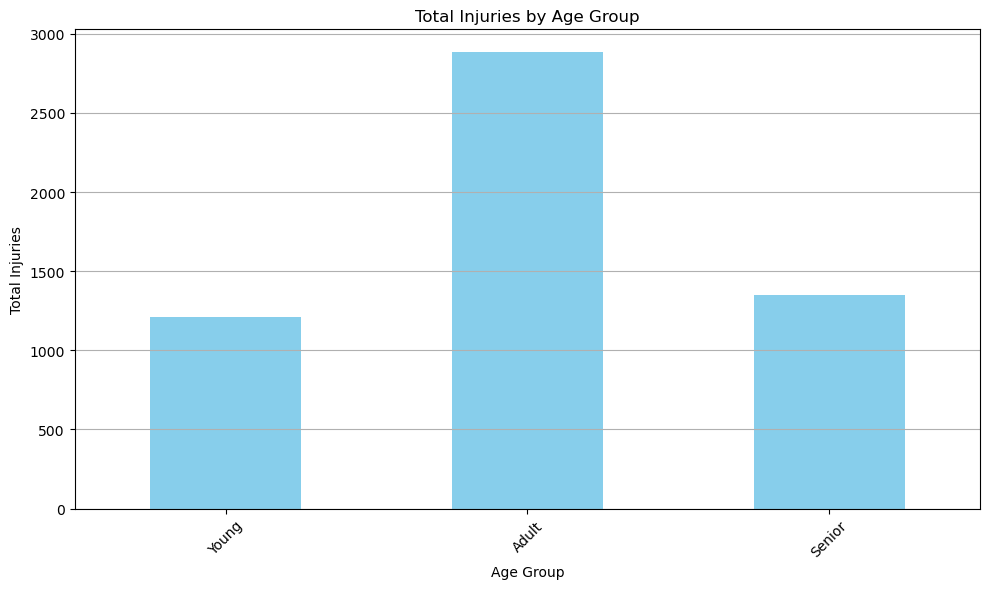 Total Injuries by Age Group
3000
2500
2000
1500
1000
500
0
Total Injuries
Young
Adult
Senior
Age Group